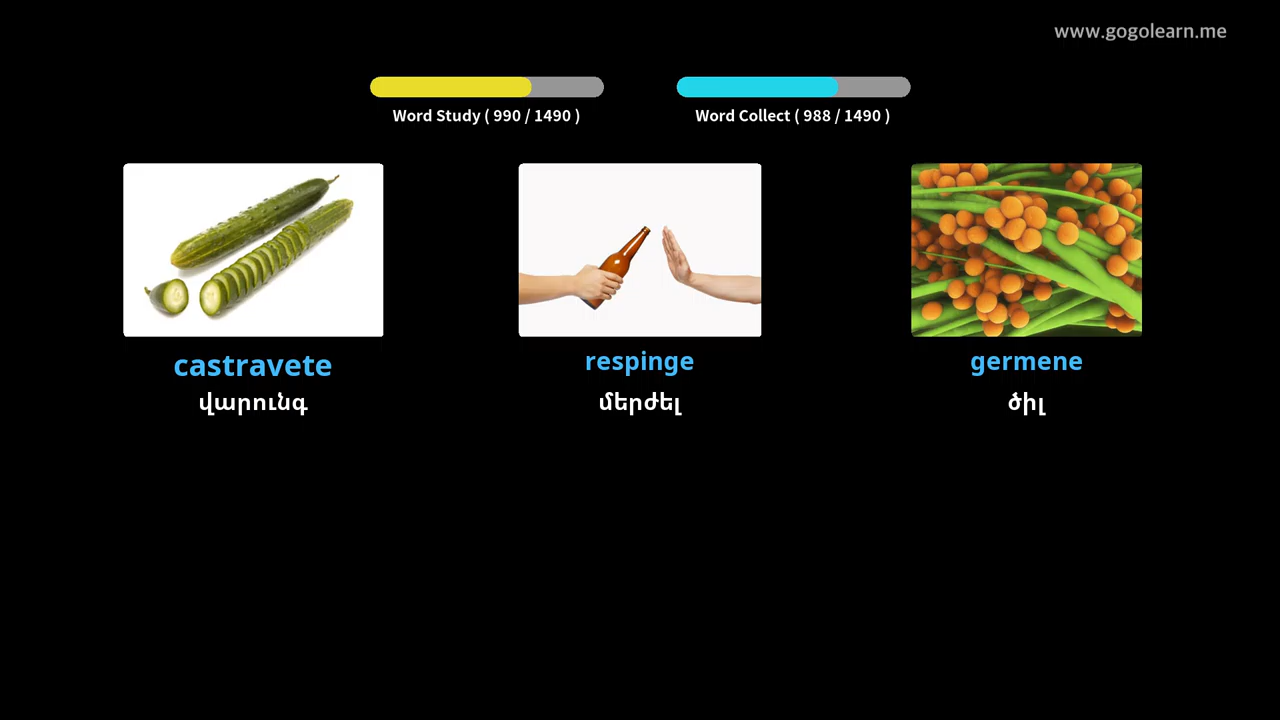 www.gogolearn.me
Word Study ( 990 / 1490 )
Word Collect ( 988 / 1490 )
castravete
respinge
germene
վարունգ
մերժել
ծիլ